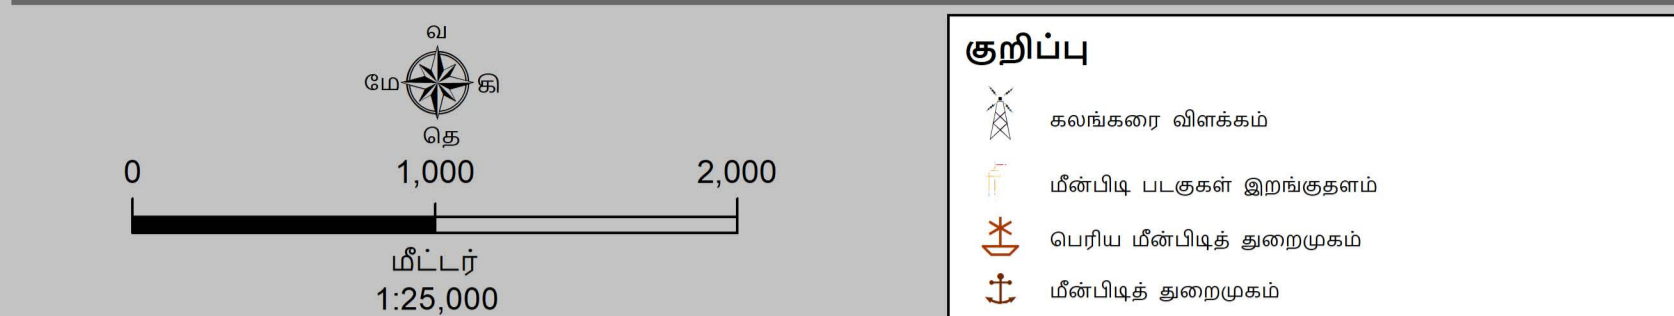 வ
மே கி
தெ
0 1,000 2,000
மீட்டர்
1:25,000
குறிப்பு
கலங்கரை விளக்கம்
மீன்பிடி படகுகள் இறங்குதளம்
பெரிய மீன்பிடித் துறைமுகம்
மீன்பிடித் துறைமுகம்